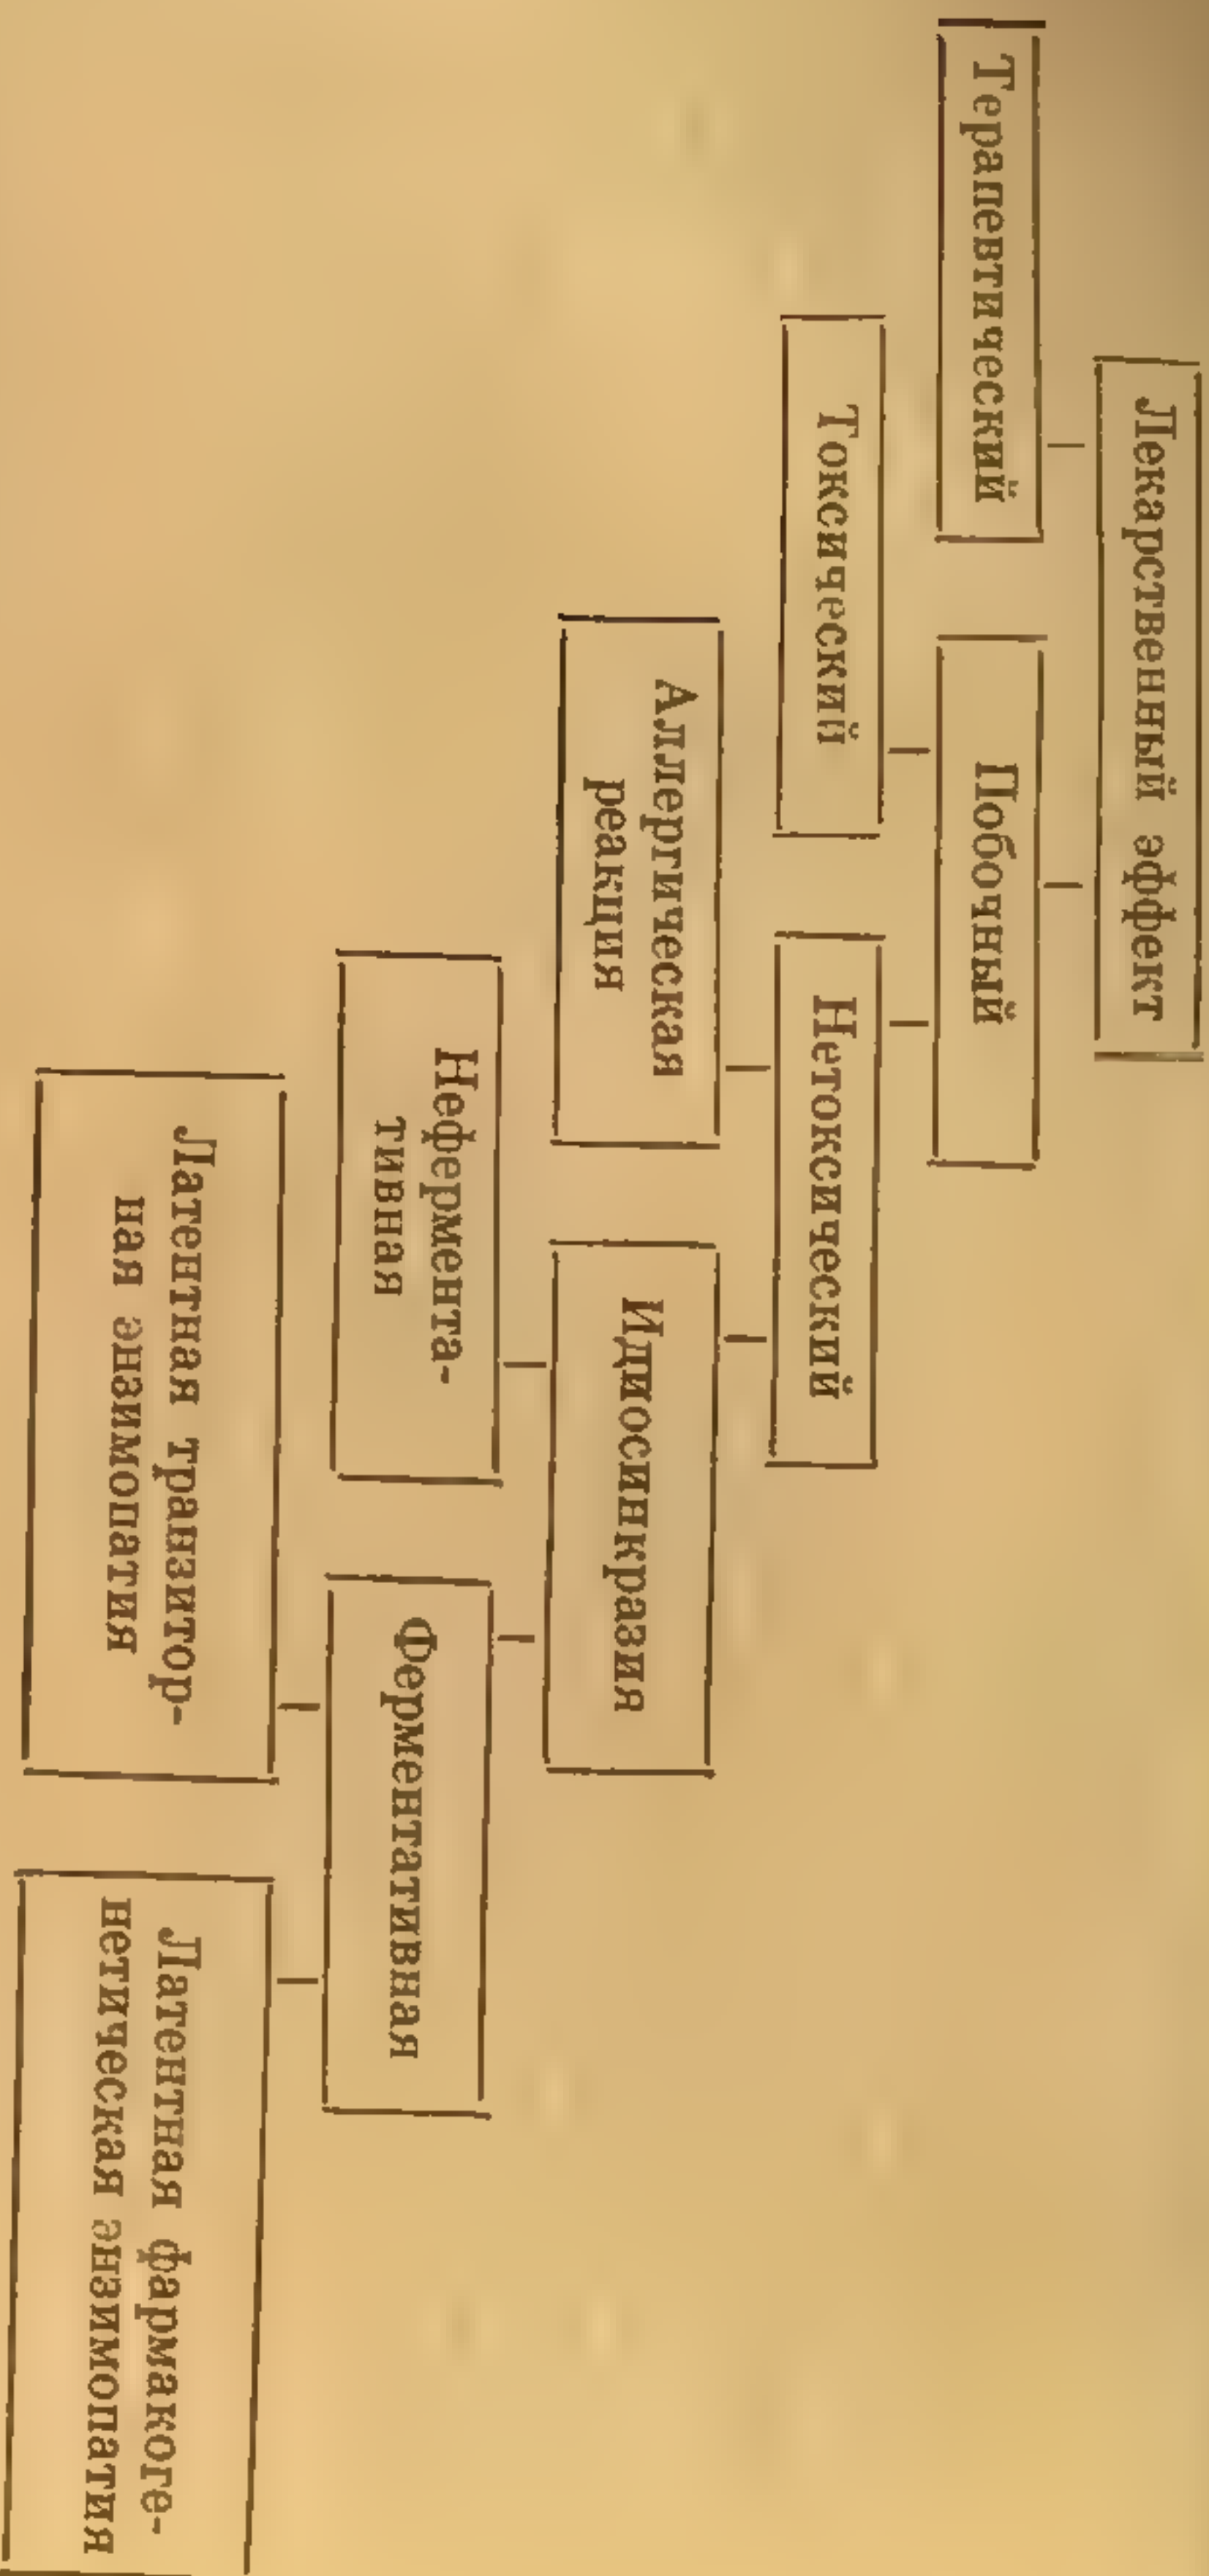 Лекарственный эффект
Терапевтический
Побочный
Токсический
Нетоксический
Аллергическая
реакция
Идиосинкразия
Нефермента-
тивная
Ферментативная
Латентная транзитор-
ная энзимопатия
Латентная фармакоге-
нетическая энзимопатия